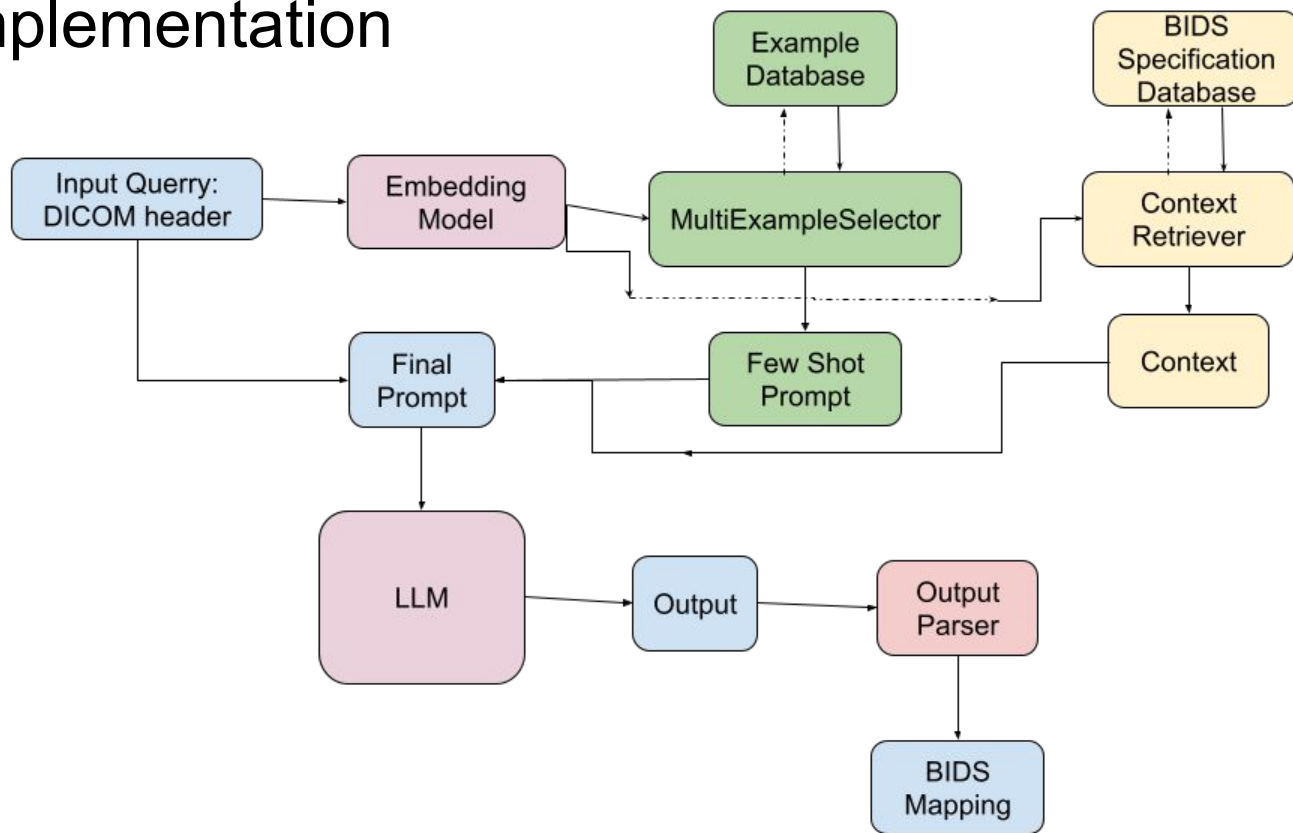 nplementation
Example
Database
BIDS
Specification
Database
Input Querry:
DICOM header
Embedding
Model
MultiExampleSelector
Context
Retriever
Final
Prompt
Few Shot
Prompt
Context
LLM
Output
Output
Parser
BIDS
Mapping